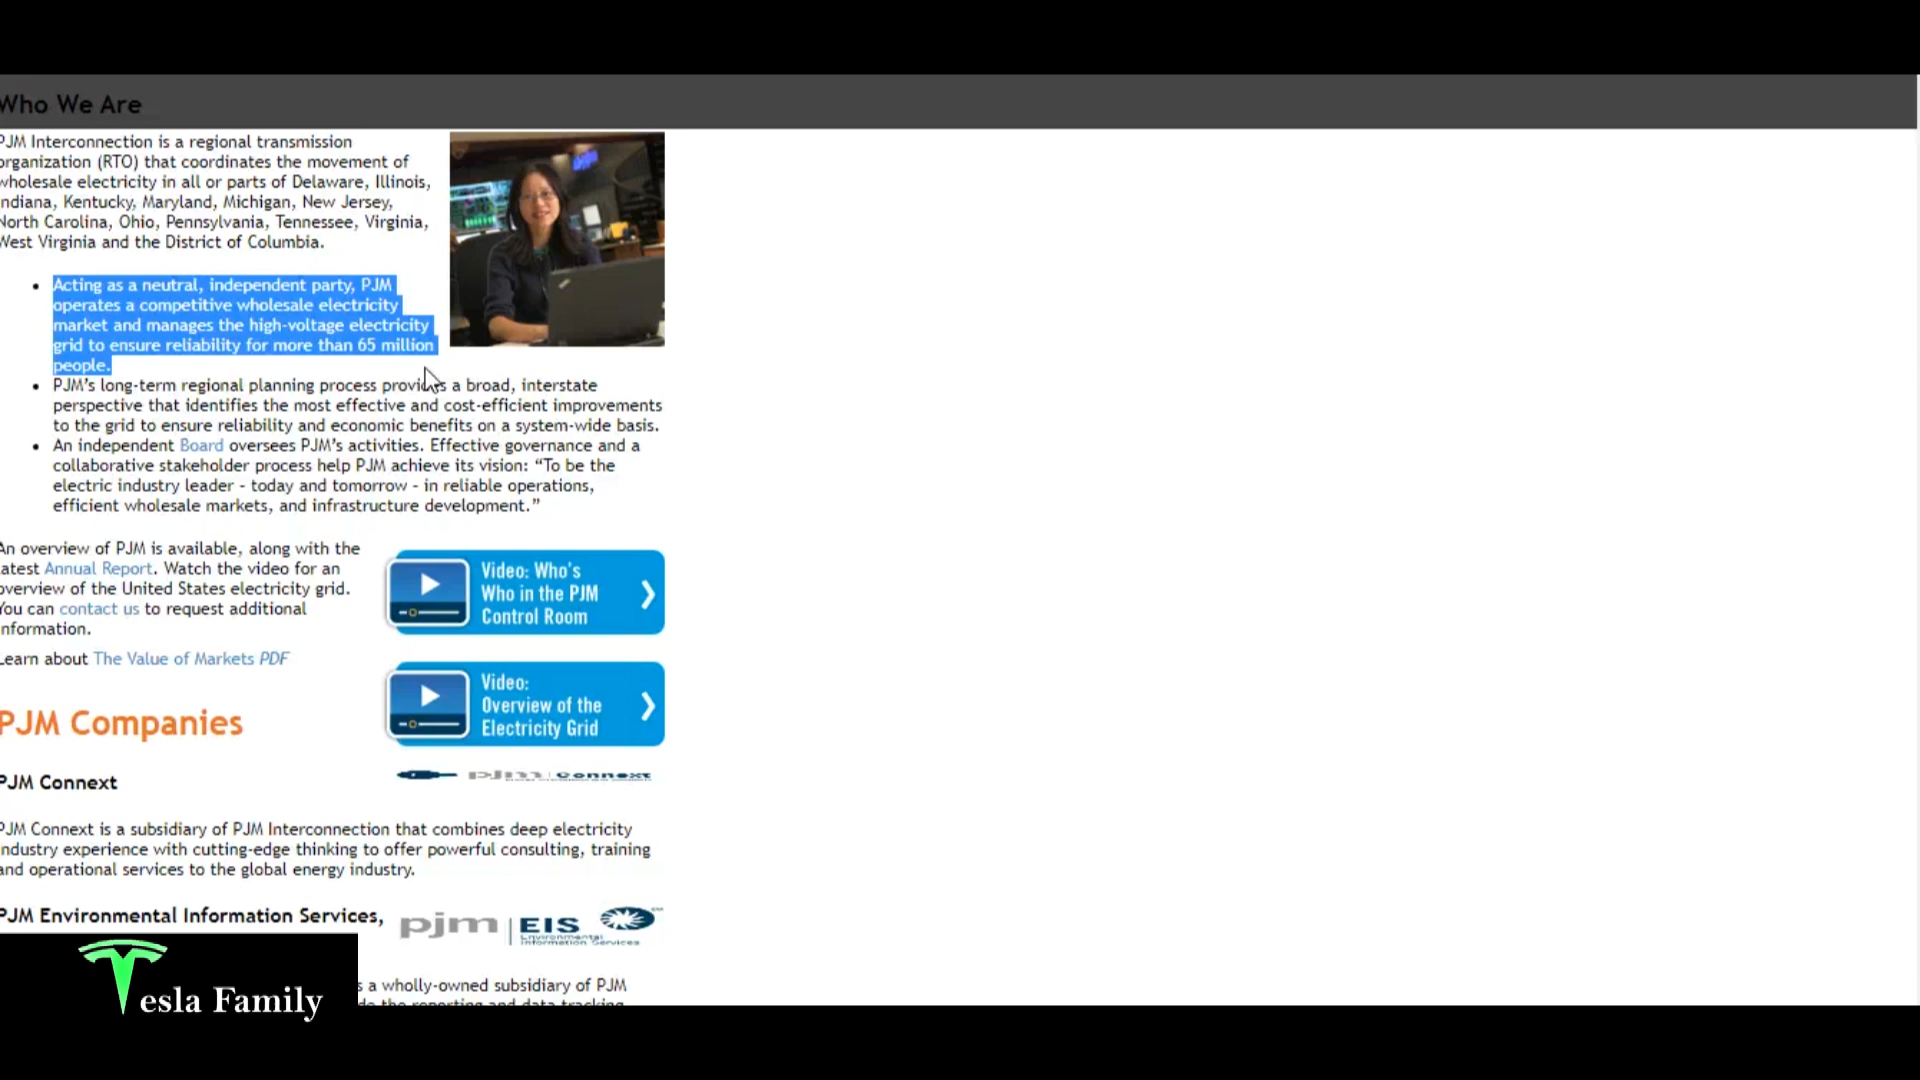 Who We Are
PJM Interconnection is a regional transmission
organization (RTO) that coordinates the movement of
wholesale electricity in all or parts of Delaware, Illinois,
Indiana, Kentucky, Maryland, Michigan, New Jersey,
North Carolina, Ohio, Pennsylvania, Tennessee, Virginia,
West Virginia and the District of Columbia.
Acting as a neutral, independent party, PJM
operates a competitive wholesale electricity
market and manages the high-voltage electricity
grid to ensure reliability for more than 65 million
people.
PJM's long-term regional planning process provides a broad, interstate
perspective that identifies the most effective and cost-efficient improvements
to the grid to ensure reliability and economic benefits on a system-wide basis.
An independent Board oversees PJM's activities. Effective governance and a
collaborative stakeholder process help PJM achieve its vision: “To be the
electric industry leader - today and tomorrow - in reliable operations,
efficient wholesale markets, and infrastructure development.”
An overview of PJM is available, along with the
latest Annual Report. Watch the video for an
overview of the United States electricity grid.
You can contact us to request additional
information.
Learn about The Value of Markets PDF
Video: Who's
Who in the PJM
Control Room
Video:
Overview of the
Electricity Grid
PJM Companies
pjm connext
PJM Connext
PJM Connext is a subsidiary of PJM Interconnection that combines deep electricity
industry experience with cutting-edge thinking to offer powerful consulting, training
and operational services to the global energy industry.
PJM Environmental Information Services,
pjm | EIS
Environmental
Information Services
s a wholly-owned subsidiary of PJM
the reporting and data tracking
Tesla Family